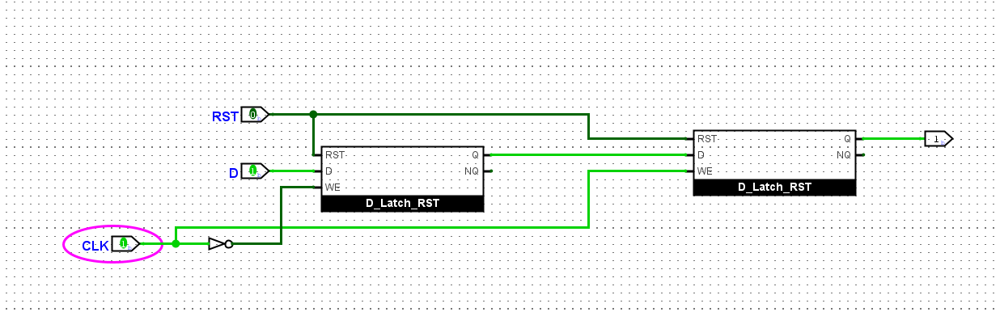 RST 0
RST Q
D NQ
WE
D_Latch_RST
D 1
CLK 1
RST Q
D NQ
WE
D_Latch_RST
1